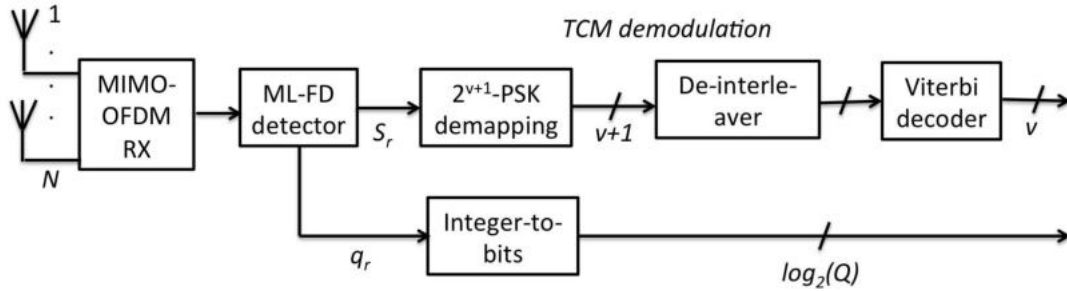 1
TCM demodulation
MIMO-
OFDM
RX
ML-FD
detector
S_r
2^{v+1}-PSK
demapping
v+1
De-interle-
aver
Viterbi
decoder
v
N
q_r
Integer-to-
bits
log_2(Q)